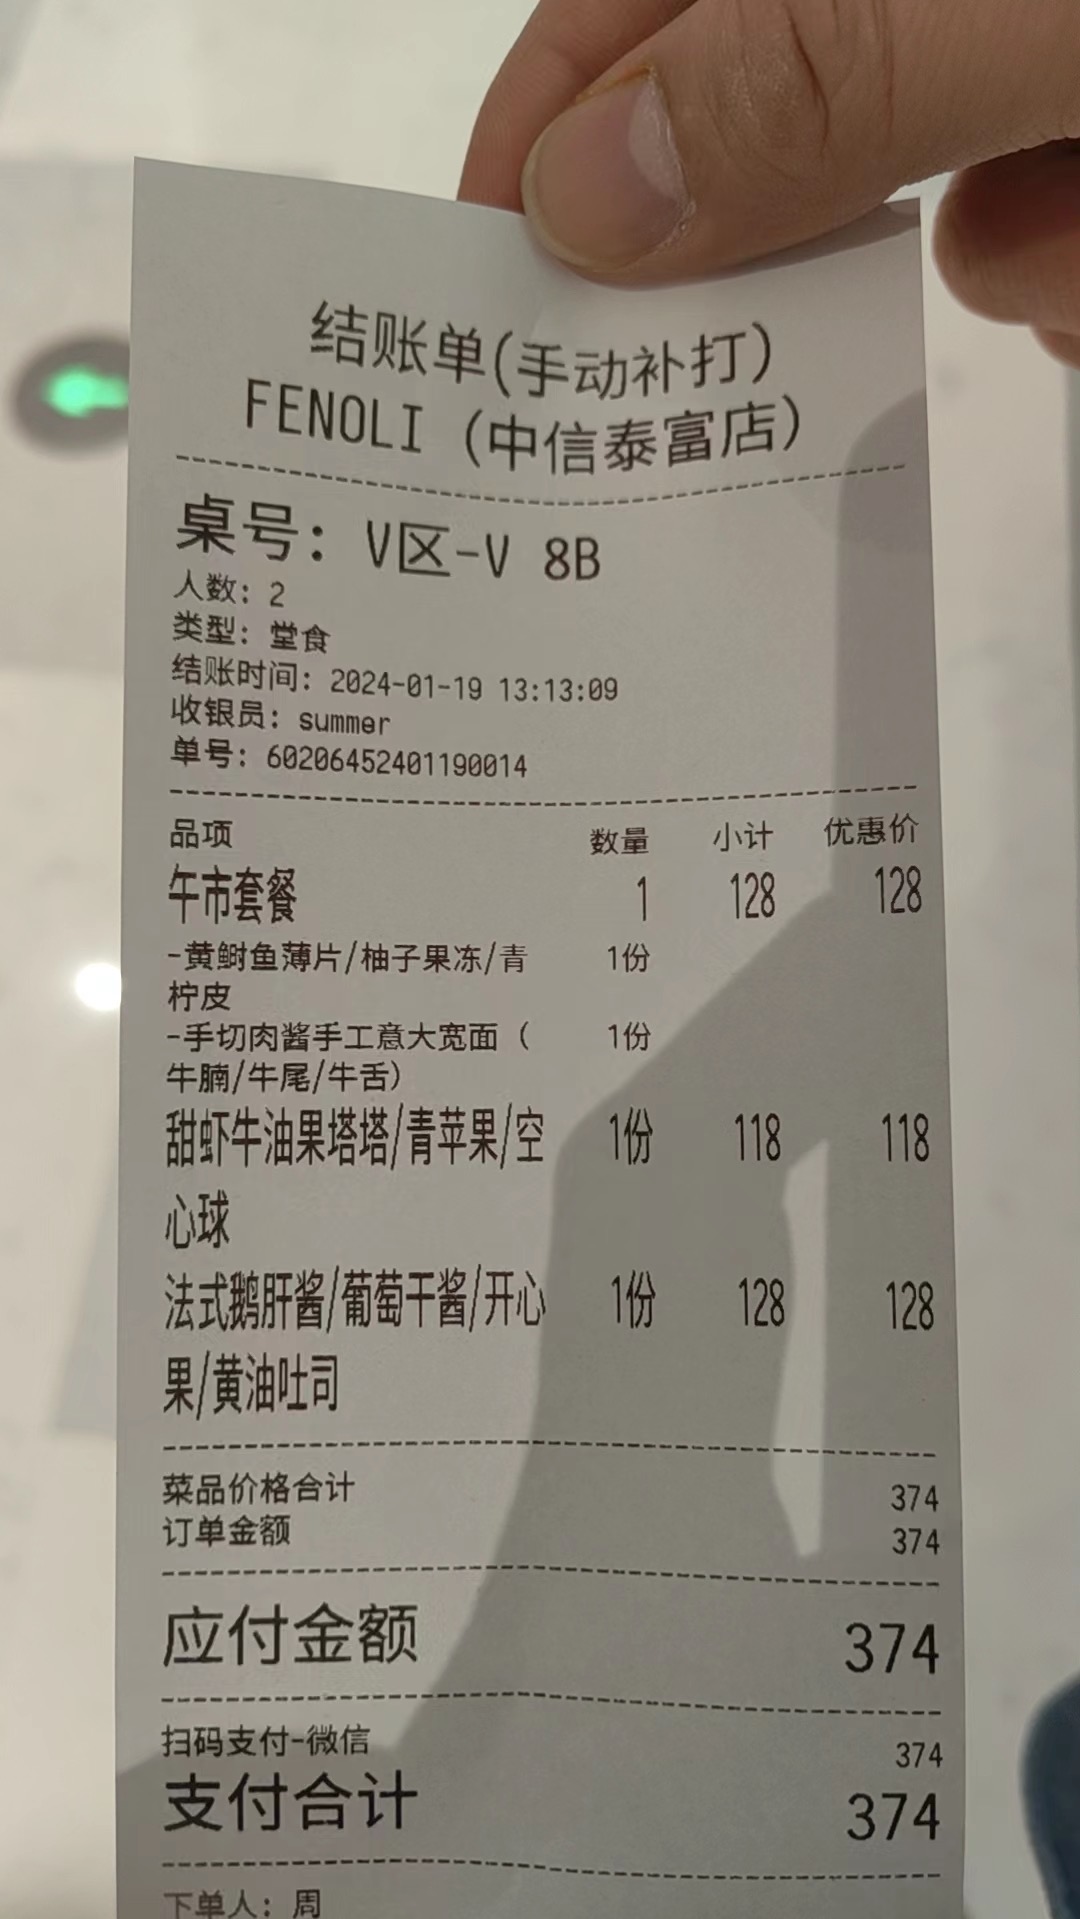 结账单(手动补打)
FENOLI (中信泰富店)
桌号: V区-V 8B
人数: 2
类型: 堂食
结账时间: 2024-01-19 13:13:09
收银员: summer
单号: 602064524011​90014
品项 数量 小计 优惠价
午市套餐 1 128 128
-黄鲥鱼薄片/柚子果冻/青 1份
柠皮
-手切肉酱手工意大宽面 ( 1份
牛腩/牛尾/牛舌)
甜虾牛油果塔塔/青苹果/空 1份 118 118
心球
法式鹅肝酱/葡萄干酱/开心 1份 128 128
果/黄油吐司
菜品价格合计 374
订单金额 374
应付金额 374
扫码支付-微信 374
支付合计 374
下单人: 周